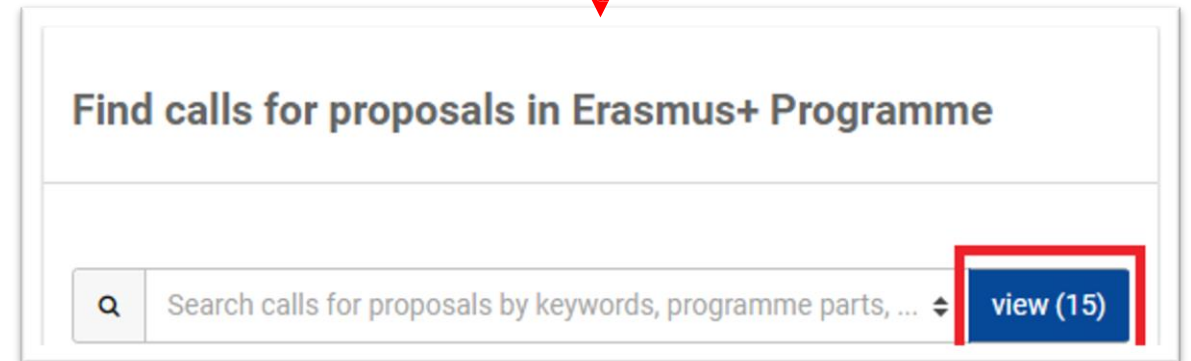 Find calls for proposals in Erasmus+ Programme
Search calls for proposals by keywords, programme parts, ... view (15)